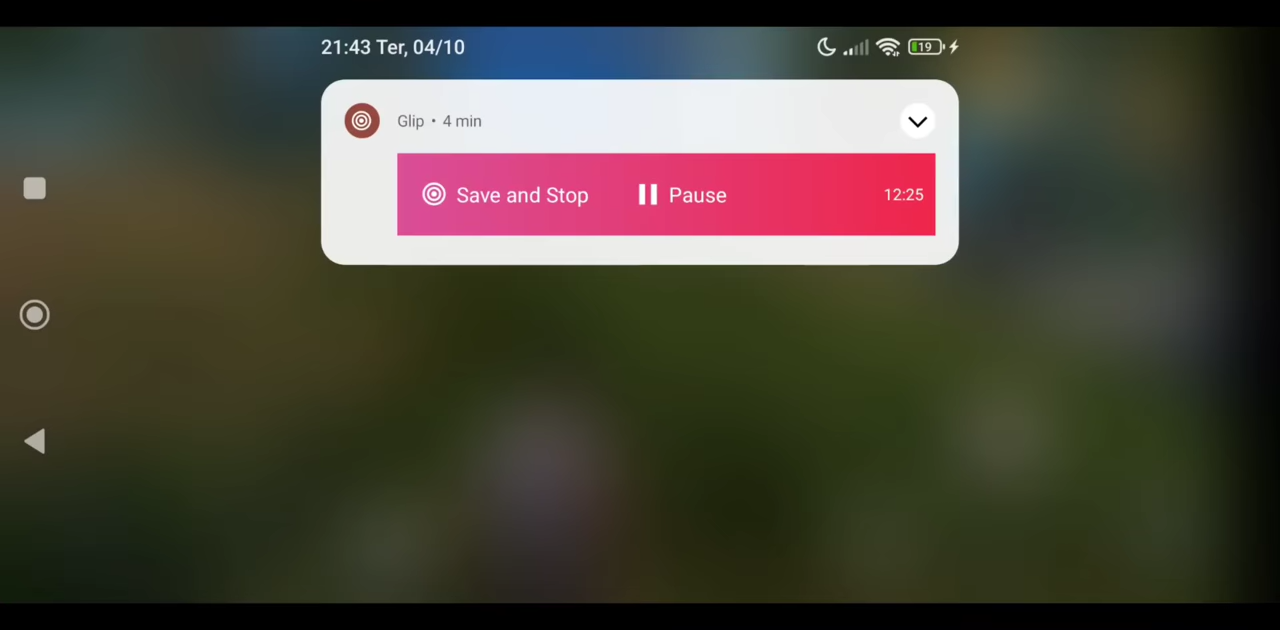 21:43 Ter, 04/10
19
Glip • 4 min
Save and Stop
Pause
12:25